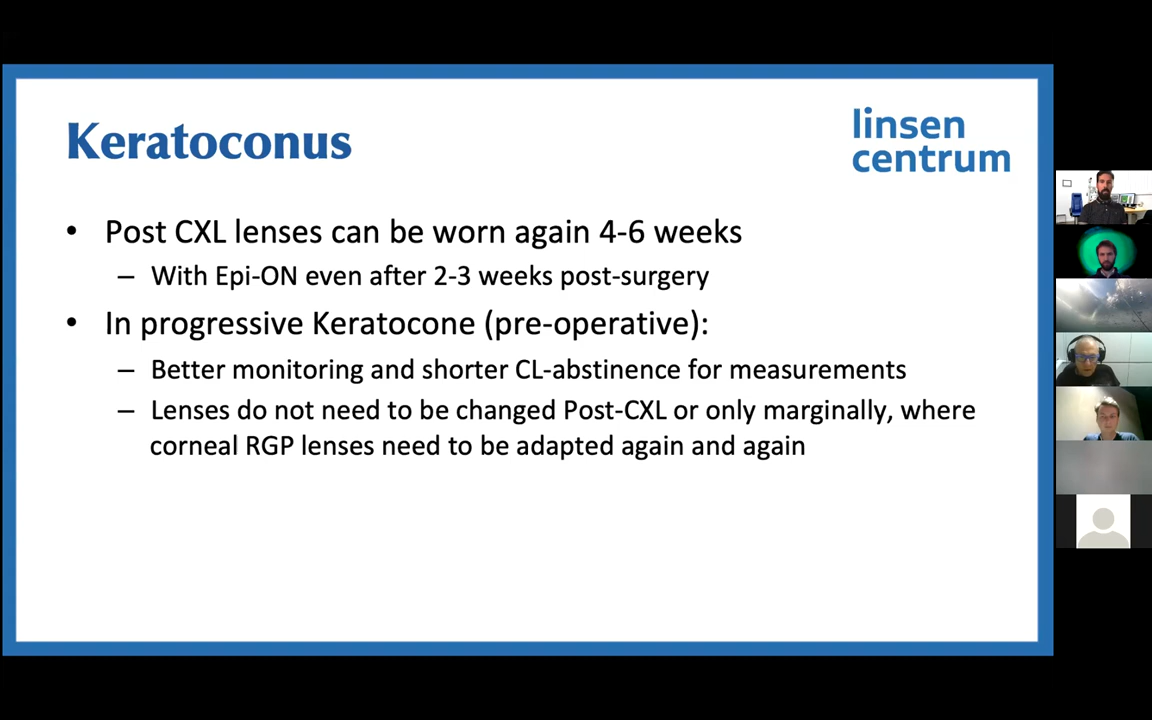 Keratoconus
linsen
centrum
• Post CXL lenses can be worn again 4-6 weeks
– With Epi-ON even after 2-3 weeks post-surgery
• In progressive Keratocone (pre-operative):
– Better monitoring and shorter CL-abstinence for measurements
– Lenses do not need to be changed Post-CXL or only marginally, where
corneal RGP lenses need to be adapted again and again